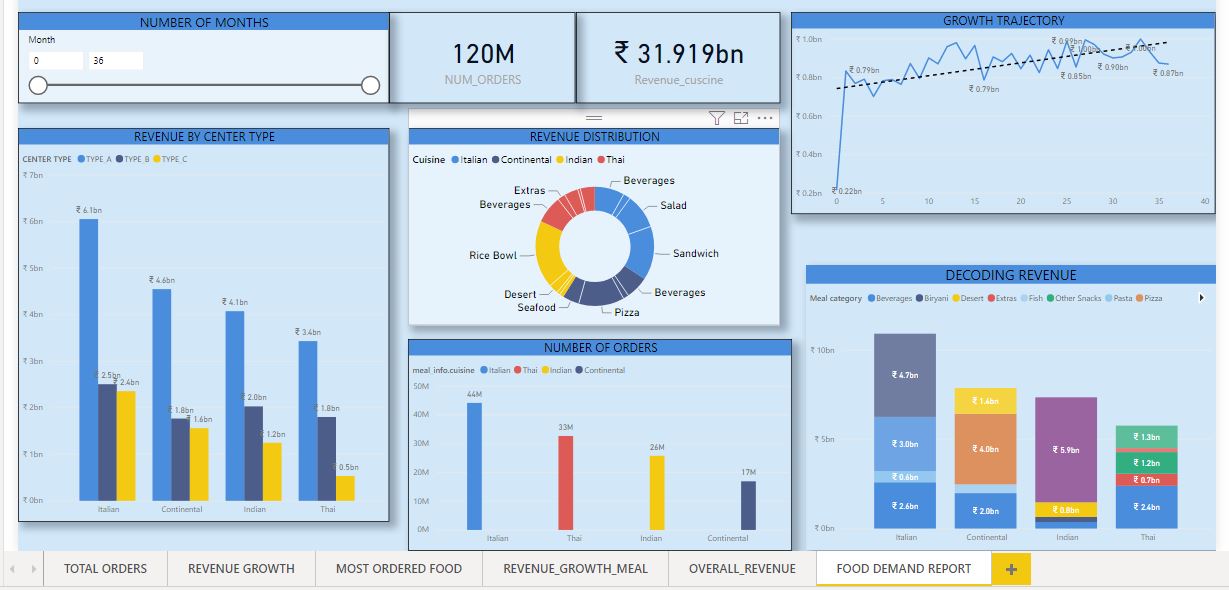 NUMBER OF MONTHS
Month
0 36
120M
NUM_ORDERS
₹ 31.919bn
Revenue_cuscine
GROWTH TRAJECTORY
₹ 1.0bn
₹ 0.8bn
₹ 0.6bn
₹ 0.4bn
₹ 0.2bn
₹ 0.22bn
₹ 0.79bn
₹ 0.79bn
₹ 0.99bn
₹ 1.00bn
₹ 0.85bn
₹ 0.90bn
₹ 1.00bn
₹ 0.87bn
0 5 10 15 20 25 30 35 40
REVENUE BY CENTER TYPE
CENTER TYPE TYPE A TYPE B TYPE C
₹ 7bn
₹ 6bn
₹ 5bn
₹ 4bn
₹ 3bn
₹ 2bn
₹ 1bn
₹ 0bn
₹ 6.1bn
₹ 2.5bn
₹ 2.4bn
₹ 4.6bn
₹ 1.8bn
₹ 1.6bn
₹ 4.1bn
₹ 2.0bn
₹ 1.2bn
₹ 3.4bn
₹ 1.8bn
₹ 0.5bn
Italian Continental Indian Thai
REVENUE DISTRIBUTION
Cuisine Italian Continental Indian Thai
Beverages
Salad
Sandwich
Beverages
Pizza
Seafood
Desert
Rice Bowl
Beverages
Extras
NUMBER OF ORDERS
meal_info.cuisine Italian Thai Indian Continental
50M
40M
30M
20M
10M
0M
44M
33M
26M
17M
Italian Thai Indian Continental
DECODING REVENUE
Meal category Beverages Biryani Desert Extras Fish Other Snacks Pasta Pizza
₹ 10bn
₹ 5bn
₹ 0bn
₹ 4.7bn
₹ 3.0bn
₹ 0.6bn
₹ 2.6bn
₹ 1.6bn
₹ 4.0bn
₹ 2.0bn
₹ 5.9bn
₹ 0.8bn
₹ 1.3bn
₹ 1.2bn
₹ 0.7bn
₹ 2.4bn
Italian Continental Indian Thai
TOTAL ORDERS REVENUE GROWTH MOST ORDERED FOOD REVENUE_GROWTH_MEAL OVERALL_REVENUE FOOD DEMAND REPORT +